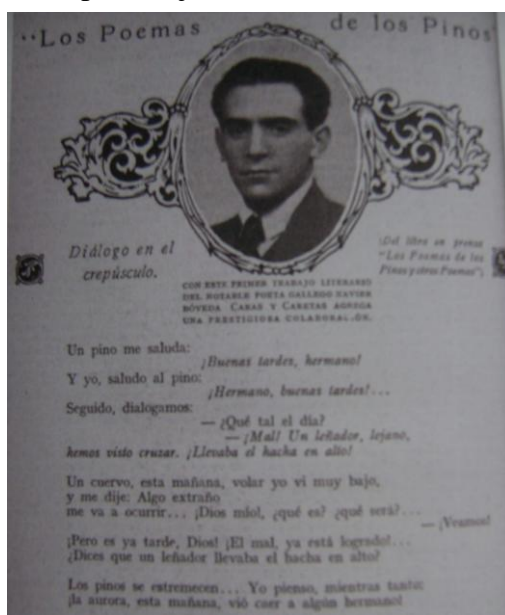 "Los Poemas de los Pinos"
Diálogo en el
crepúsculo.
(Del libro en prensa
"Los Poemas de los
Pinos y otros Poemas").
CON ESTE PRIMER TRABAJO LITERARIO
DEL NOTABLE POETA GALLEGO XAVIER
BÓVEDA CARAS Y CARETAS AGREGA
UNA PRESTIGIOSA COLABORACIÓN.
Un pino me saluda:
¡Buenas tardes, hermano!
Y yo, saludo al pino:
¡Hermano, buenas tardes!...
Seguido, dialogamos:
— ¿Qué tal el día?
— ¡Mal! Un leñador, lejano,
hemos visto cruzar. ¡Llevaba el hacha en alto!
Un cuervo, esta mañana, volar yo vi muy bajo,
y me dije: Algo extraño
me va a ocurrir... ¡Dios mío!, ¿qué es? ¿qué será?...
— ¡Veamos!
¡Pero es ya tarde, Dios! ¡El mal, ya está logrado!...
¿Dices que un leñador llevaba el hacha en alto?
Los pinos se estremecen... Yo pienso, mientras tanto:
¡la aurora, esta mañana, vió caer a algún hermano!